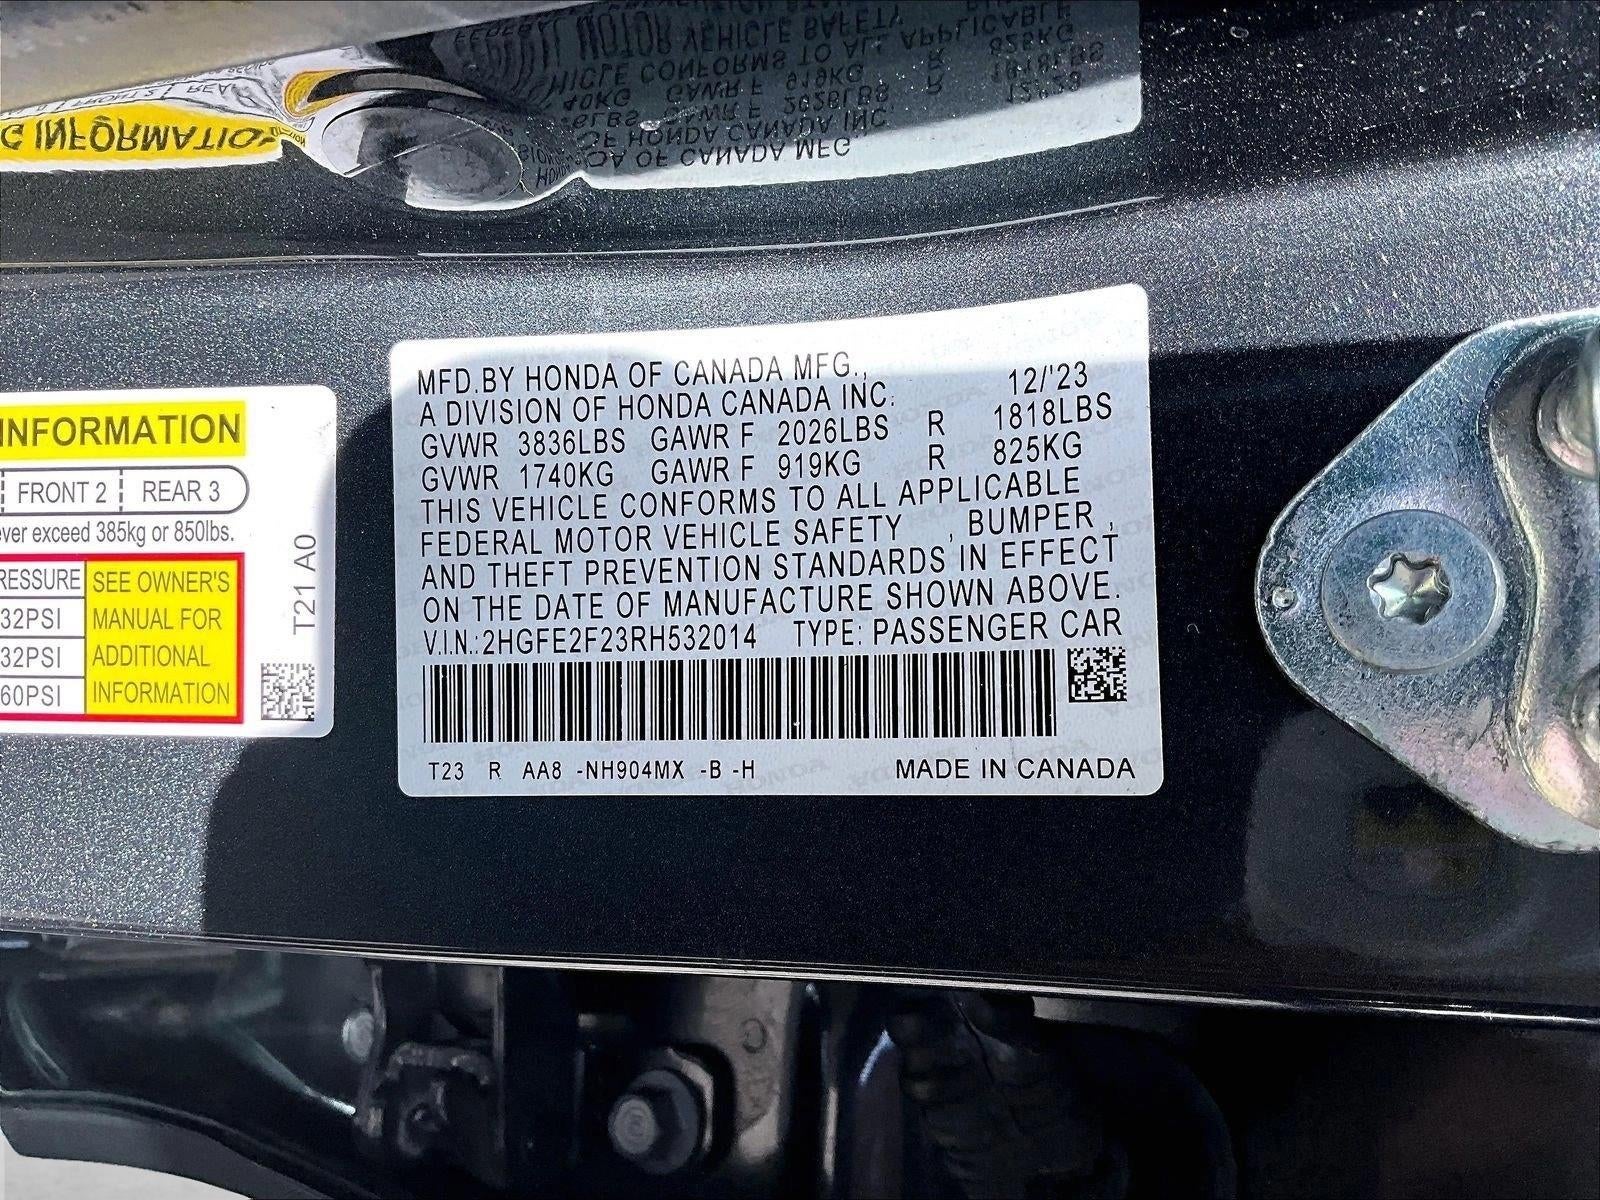 INFORMATION
FRONT 2 REAR 3
ever exceed 385kg or 850lbs.
RESSURE
32PSI
32PSI
60PSI
SEE OWNER'S
MANUAL FOR
ADDITIONAL
INFORMATION
T21 A0
MFD.BY HONDA OF CANADA MFG., 12/'23
A DIVISION OF HONDA CANADA INC.
GVWR 3836LBS GAWR F 2026LBS R 1818LBS
GVWR 1740KG GAWR F 919KG R 825KG
THIS VEHICLE CONFORMS TO ALL APPLICABLE
FEDERAL MOTOR VEHICLE SAFETY , BUMPER ,
AND THEFT PREVENTION STANDARDS IN EFFECT
ON THE DATE OF MANUFACTURE SHOWN ABOVE.
V.I.N.:2HGFE2F23RH532014 TYPE: PASSENGER CAR
T23 R AA8 -NH904MX -B -H MADE IN CANADA